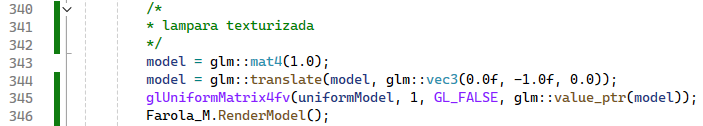 340 /*
341 * lampara texturizada
342 */
343 model = glm::mat4(1.0);
344 model = glm::translate(model, glm::vec3(0.0f, -1.0f, 0.0));
345 glUniformMatrix4fv(uniformModel, 1, GL_FALSE, glm::value_ptr(model));
346 Farola_M.RenderModel();